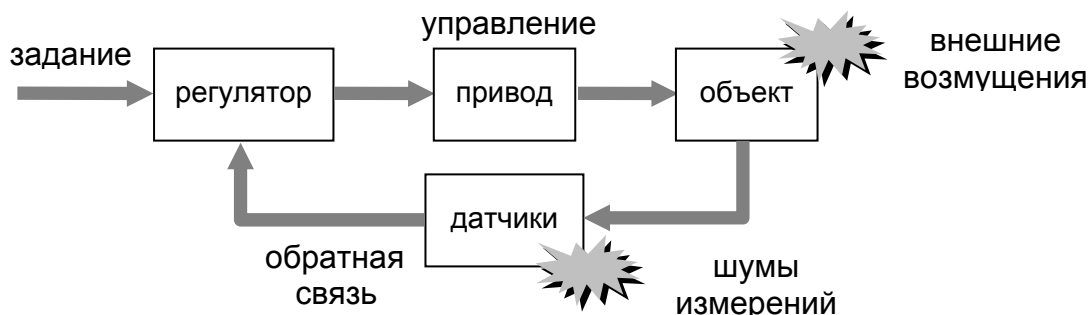 управление
задание
внешние
возмущения
регулятор
привод
объект
датчики
обратная
связь
шумы
измерений